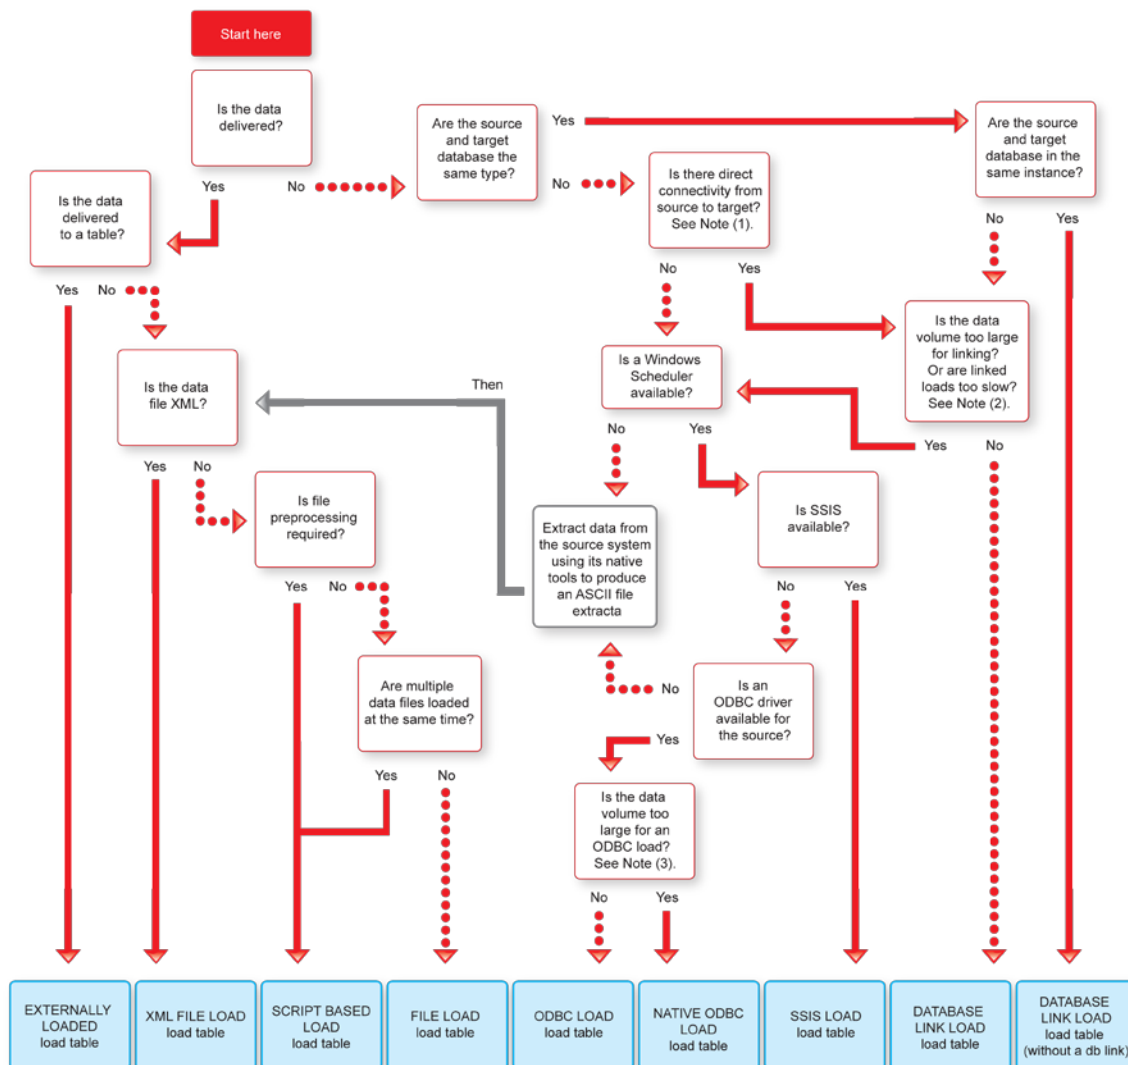 Start here
Is the data
delivered?
Yes
No
Are the source
and target
database the
same type?
Yes
No
Are the source
and target
database in the
same instance?
No
Yes
Is the data
delivered
to a table?
Yes
No
Is there direct
connectivity from
source to target?
See Note (1).
No
Yes
Is the data
volume too large
for linking?
Or are linked
loads too slow?
See Note (2).
Yes
No
Is the data
file XML?
Yes
No
Then
Is a Windows
Scheduler
available?
No
Yes
Is file
preprocessing
required?
Yes
No
Extract data from
the source system
using its native
tools to produce
an ASCII file
extracta
Is SSIS
available?
No
Yes
Are multiple
data files loaded
at the same time?
Yes
No
Is an
ODBC driver
available for
the source?
No
Yes
Is the data
volume too
large for an
ODBC load?
See Note (3).
No
Yes
EXTERNALLY
LOADED
load table
XML FILE LOAD
load table
SCRIPT BASED
LOAD
load table
FILE LOAD
load table
ODBC LOAD
load table
NATIVE ODBC
LOAD
load table
SSIS LOAD
load table
DATABASE
LINK LOAD
load table
DATABASE
LINK LOAD
load table
(without a db link)